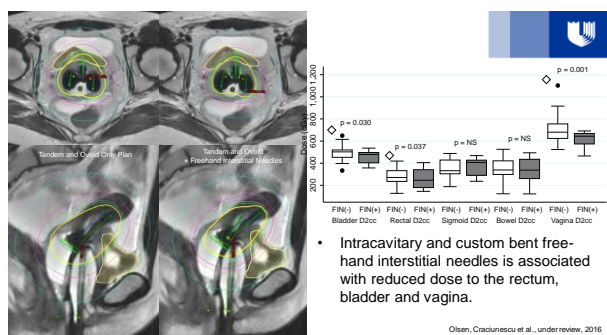 Tandem and Ovoid Only Plan
Tandem and Ovoid
+ Freehand Interstitial Needles
Dose (cGy)
1,200
1,000
800
600
400
200
p = 0.030
p = 0.037
p = NS
p = NS
p = 0.001
FIN(-) FIN(+) FIN(-) FIN(+) FIN(-) FIN(+) FIN(-) FIN(+) FIN(-) FIN(+)
Bladder D2cc Rectal D2cc Sigmoid D2cc Bowel D2cc Vagina D2cc
• Intracavitary and custom bent free-
hand interstitial needles is associated
with reduced dose to the rectum,
bladder and vagina.
Olsen, Craciunescu et al., under review, 2016